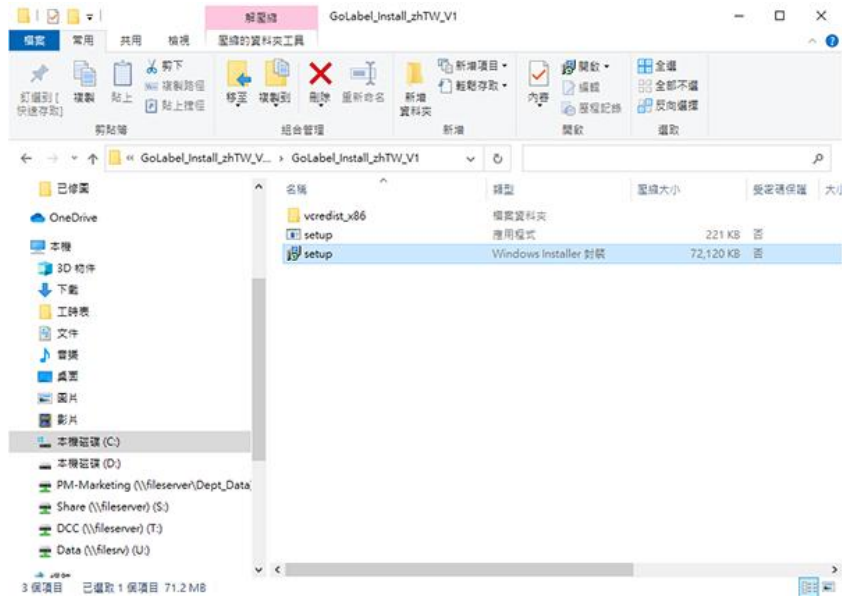 解壓縮 GoLabel_Install_zhTW_V1
檔案 常用 共用 檢視 壓縮的資料夾工具
釘選到 [快速存取]
複製
貼上
剪下
複製路徑
貼上捷徑
移至
複製到
刪除
重新命名
新增資料夾
新增項目
輕鬆存取
內容
開啟
編輯
歷程記錄
全選
全部不選
反向選擇
剪貼簿 組合管理 新增 開啟 選取
« GoLabel_Install_zhTW_V... › GoLabel_Install_zhTW_V1
名稱 類型 壓縮大小 受密碼保護 大小
vcredist_x86 檔案資料夾
setup 應用程式 221 KB 否
setup Windows Installer 封裝 72,120 KB 否
已修圖
OneDrive
本機
3D 物件
下載
工時表
文件
音樂
桌面
圖片
影片
本機磁碟 (C:)
本機磁碟 (D:)
PM-Marketing (\\fileserver\Dept_Data
Share (\\fileserver) (S:)
DCC (\\fileserver) (T:)
Data (\\filesrv) (U:)
3 個項目 已選取 1 個項目 71.2 MB